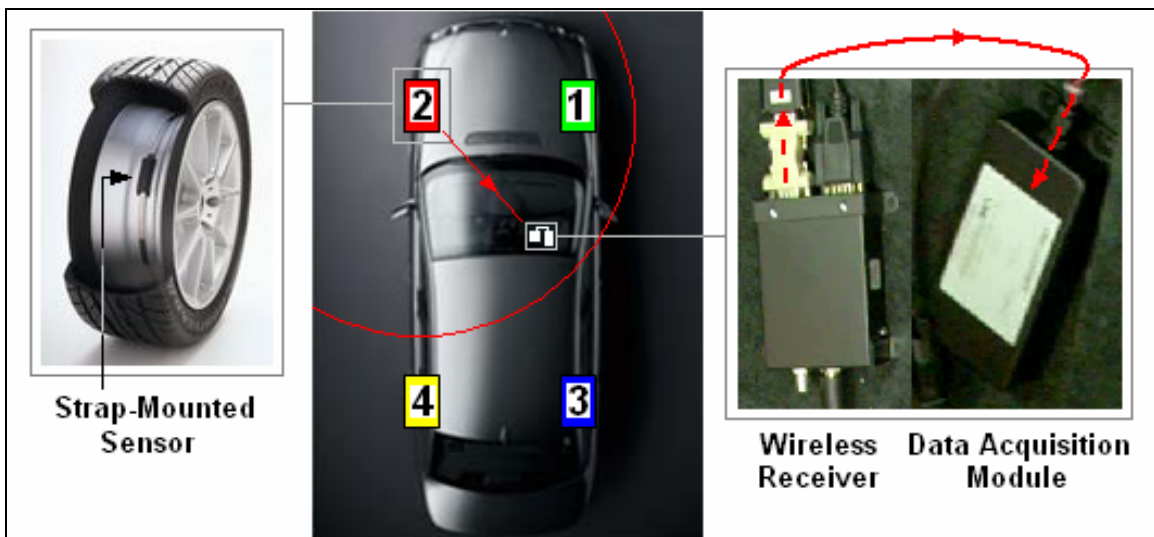 2
1
4
3
Strap-Mounted
Sensor
Wireless
Receiver
Data Acquisition
Module